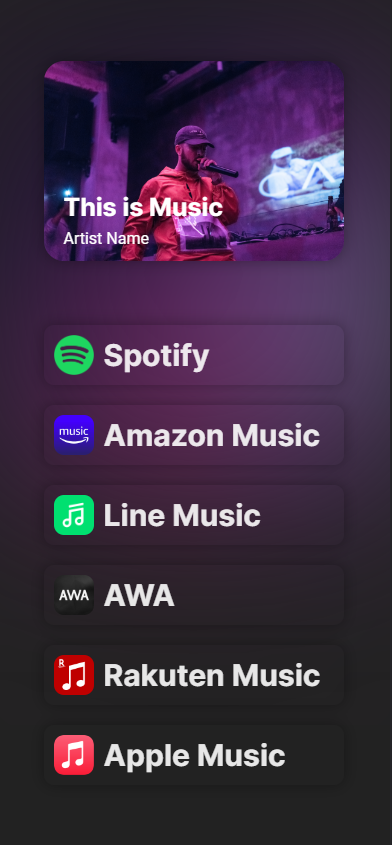 This is Music
Artist Name
Spotify
music
Amazon Music
Line Music
AWA
AWA
R
Rakuten Music
Apple Music